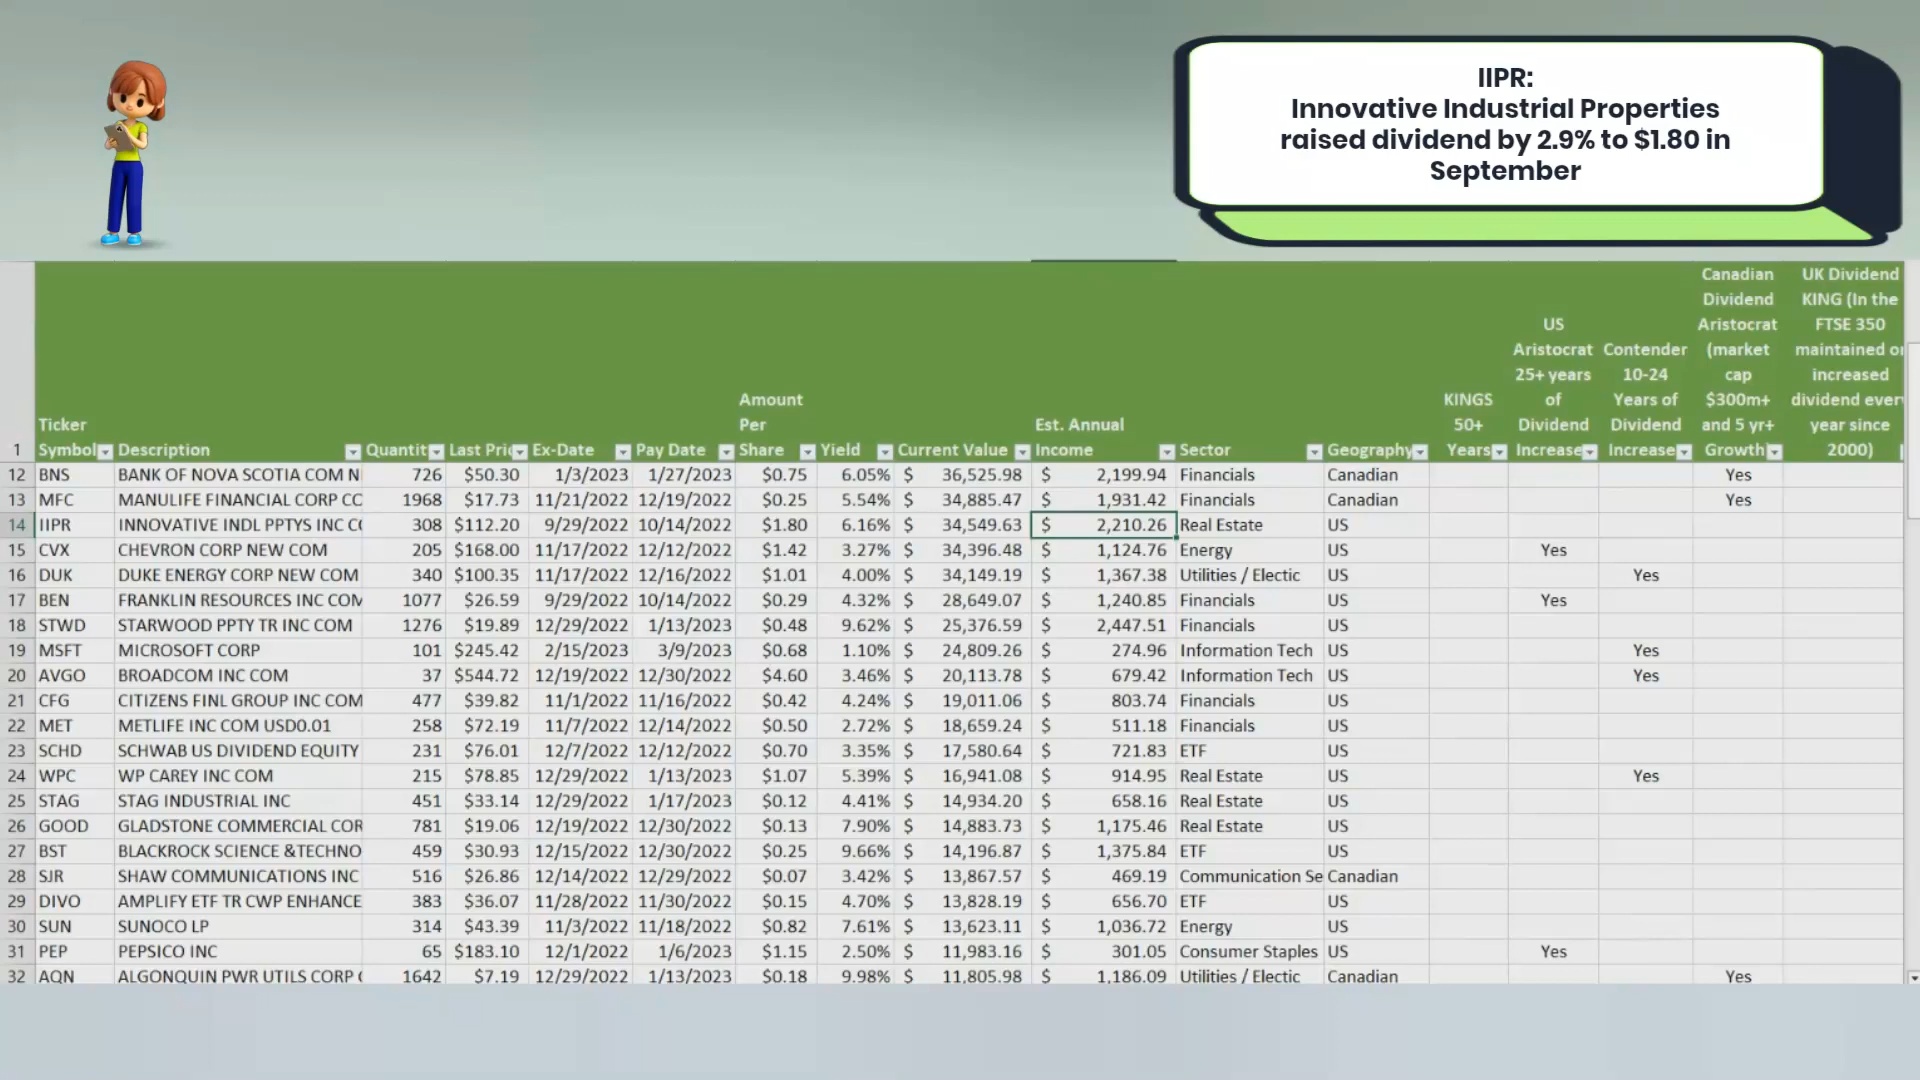 IIPR:
Innovative Industrial Properties
raised dividend by 2.9% to $1.80 in
September
1 Ticker Symbol Description Quantit Last Pric Ex-Date Pay Date Amount Per Share Yield Current Value Est. Annual Income Sector Geography KINGS 50+ Years US Aristocrat 25+ years of Dividend Increase Contender 10-24 Years of Dividend Increase Canadian Dividend Aristocrat (market cap $300m+ and 5 yr+ Growth) UK Dividend KING (In the FTSE 350 maintained or increased dividend every year since 2000)
12 BNS BANK OF NOVA SCOTIA COM N 726 $50.30 1/3/2023 1/27/2023 $0.75 6.05% $ 36,525.98 $ 2,199.94 Financials Canadian Yes
13 MFC MANULIFE FINANCIAL CORP CO 1968 $17.73 11/21/2022 12/19/2022 $0.25 5.54% $ 34,885.47 $ 1,931.42 Financials Canadian Yes
14 IIPR INNOVATIVE INDL PPTYS INC CO 308 $112.20 9/29/2022 10/14/2022 $1.80 6.16% $ 34,549.63 $ 2,210.26 Real Estate US
15 CVX CHEVRON CORP NEW COM 205 $168.00 11/17/2022 12/12/2022 $1.42 3.27% $ 34,396.48 $ 1,124.76 Energy US Yes
16 DUK DUKE ENERGY CORP NEW COM 340 $100.35 11/17/2022 12/16/2022 $1.01 4.00% $ 34,149.19 $ 1,367.38 Utilities / Electic US Yes
17 BEN FRANKLIN RESOURCES INC COM 1077 $26.59 9/29/2022 10/14/2022 $0.29 4.32% $ 28,649.07 $ 1,240.85 Financials US Yes
18 STWD STARWOOD PPTY TR INC COM 1276 $19.89 12/29/2022 1/13/2023 $0.48 9.62% $ 25,376.59 $ 2,447.51 Financials US
19 MSFT MICROSOFT CORP 101 $245.42 2/15/2023 3/9/2023 $0.68 1.10% $ 24,809.26 $ 274.96 Information Tech US Yes
20 AVGO BROADCOM INC COM 37 $544.72 12/19/2022 12/30/2022 $4.60 3.46% $ 20,113.78 $ 679.42 Information Tech US Yes
21 CFG CITIZENS FINL GROUP INC COM 477 $39.82 11/1/2022 11/16/2022 $0.42 4.24% $ 19,011.06 $ 803.74 Financials US
22 MET METLIFE INC COM USD0.01 258 $72.19 11/7/2022 12/14/2022 $0.50 2.72% $ 18,659.24 $ 511.18 Financials US
23 SCHD SCHWAB US DIVIDEND EQUITY 231 $76.01 12/7/2022 12/12/2022 $0.70 3.35% $ 17,580.64 $ 721.83 ETF US
24 WPC WP CAREY INC COM 215 $78.85 12/29/2022 1/13/2023 $1.07 5.39% $ 16,941.08 $ 914.95 Real Estate US Yes
25 STAG STAG INDUSTRIAL INC 451 $33.14 12/29/2022 1/17/2023 $0.12 4.41% $ 14,934.20 $ 658.16 Real Estate US
26 GOOD GLADSTONE COMMERCIAL COR 781 $19.06 12/19/2022 12/30/2022 $0.13 7.90% $ 14,883.73 $ 1,175.46 Real Estate US
27 BST BLACKROCK SCIENCE &TECHNO 459 $30.93 12/15/2022 12/30/2022 $0.25 9.66% $ 14,196.87 $ 1,375.84 ETF US
28 SJR SHAW COMMUNICATIONS INC 516 $26.86 12/14/2022 12/29/2022 $0.07 3.42% $ 13,867.57 $ 469.19 Communication Se Canadian
29 DIVO AMPLIFY ETF TR CWP ENHANCE 383 $36.07 11/28/2022 11/30/2022 $0.15 4.70% $ 13,828.19 $ 656.70 ETF US
30 SUN SUNOCO LP 314 $43.39 11/3/2022 11/18/2022 $0.82 7.61% $ 13,623.11 $ 1,036.72 Energy US
31 PEP PEPSICO INC 65 $183.10 12/1/2022 1/6/2023 $1.15 2.50% $ 11,983.16 $ 301.05 Consumer Staples US Yes
32 AQN ALGONQUIN PWR UTILS CORP 1642 $7.19 12/29/2022 1/13/2023 $0.18 9.98% $ 11,805.98 $ 1,186.09 Utilities / Electic Canadian Yes